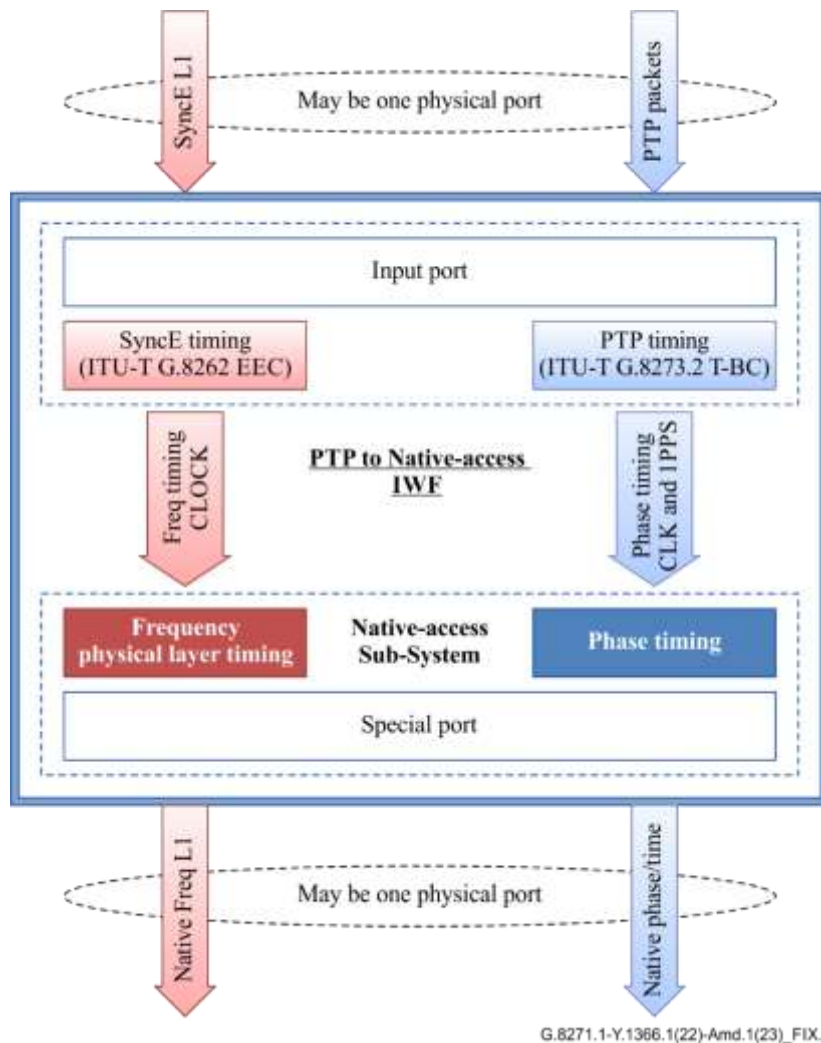 SyncE L1
May be one physical port
PTP packets
Input port
SyncE timing
(ITU-T G.8262 EEC)
PTP timing
(ITU-T G.8273.2 T-BC)
Freq timing
CLOCK
PTP to Native-access
IWF
Phase timing
CLK and 1PPS
Frequency
physical layer timing
Native-access
Sub-System
Phase timing
Special port
Native Freq L1
May be one physical port
Native phase/time
G.8271.1-Y.1366.1(22)-Amd.1(23)_FIX.